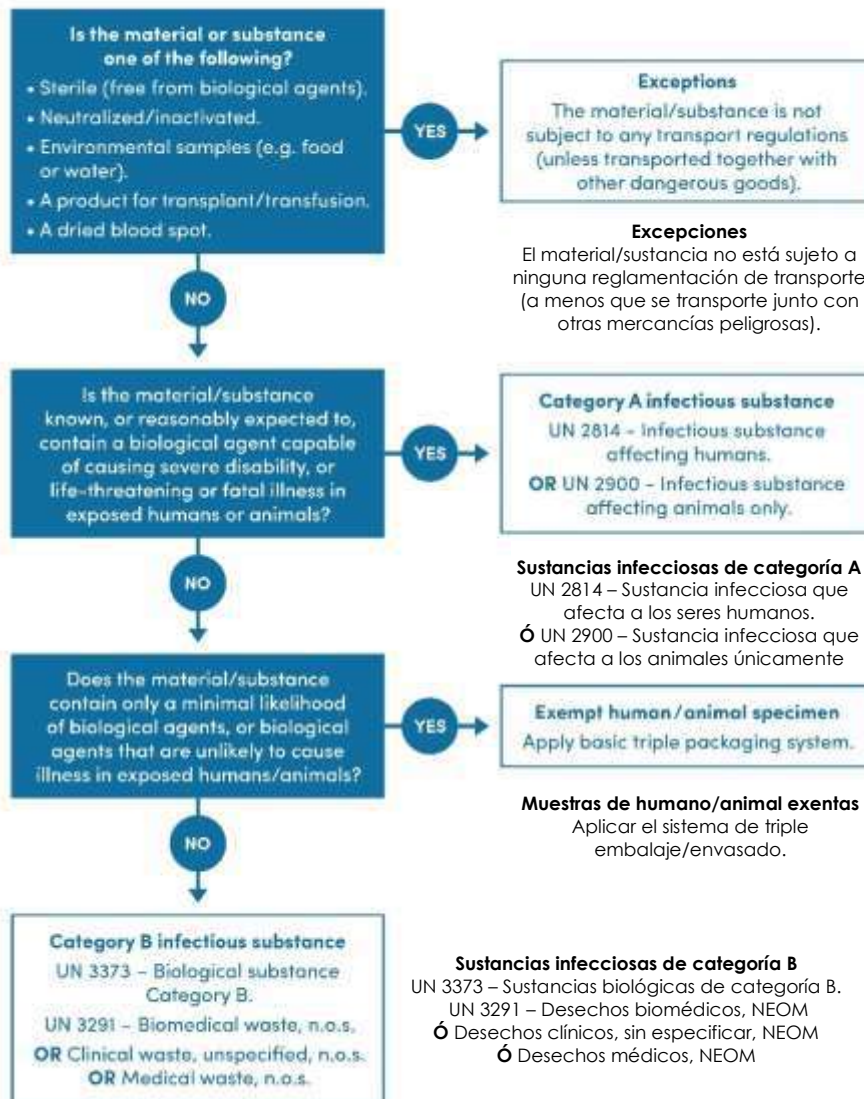 Is the material or substance
one of the following?
• Sterile (free from biological agents).
• Neutralized/inactivated.
• Environmental samples (e.g. food
or water).
• A product for transplant/transfusion.
• A dried blood spot.
YES
Exceptions
The material/substance is not
subject to any transport regulations
(unless transported together with
other dangerous goods).
Excepciones
El material/sustancia no está sujeto a
ninguna reglamentación de transporte
(a menos que se transporte junto con
otras mercancías peligrosas).
NO
Is the material/substance
known, or reasonably expected to,
contain a biological agent capable
of causing severe disability, or
life-threatening or fatal illness in
exposed humans or animals?
YES
Category A infectious substance
UN 2814 - Infectious substance
affecting humans.
OR UN 2900 - Infectious substance
affecting animals only.
Sustancias infecciosas de categoría A
UN 2814 – Sustancia infecciosa que
afecta a los seres humanos.
Ó UN 2900 – Sustancia infecciosa que
afecta a los animales únicamente
NO
Does the material/substance
contain only a minimal likelihood
of biological agents, or biological
agents that are unlikely to cause
illness in exposed humans/animals?
YES
Exempt human/animal specimen
Apply basic triple packaging system.
Muestras de humano/animal exentas
Aplicar el sistema de triple
embalaje/envasado.
NO
Category B infectious substance
UN 3373 – Biological substance
Category B.
UN 3291 – Biomedical waste, n.o.s.
OR Clinical waste, unspecified, n.o.s.
OR Medical waste, n.o.s.
Sustancias infecciosas de categoría B
UN 3373 – Sustancias biológicas de categoría B.
UN 3291 – Desechos biomédicos, NEOM
Ó Desechos clínicos, sin especificar, NEOM
Ó Desechos médicos, NEOM